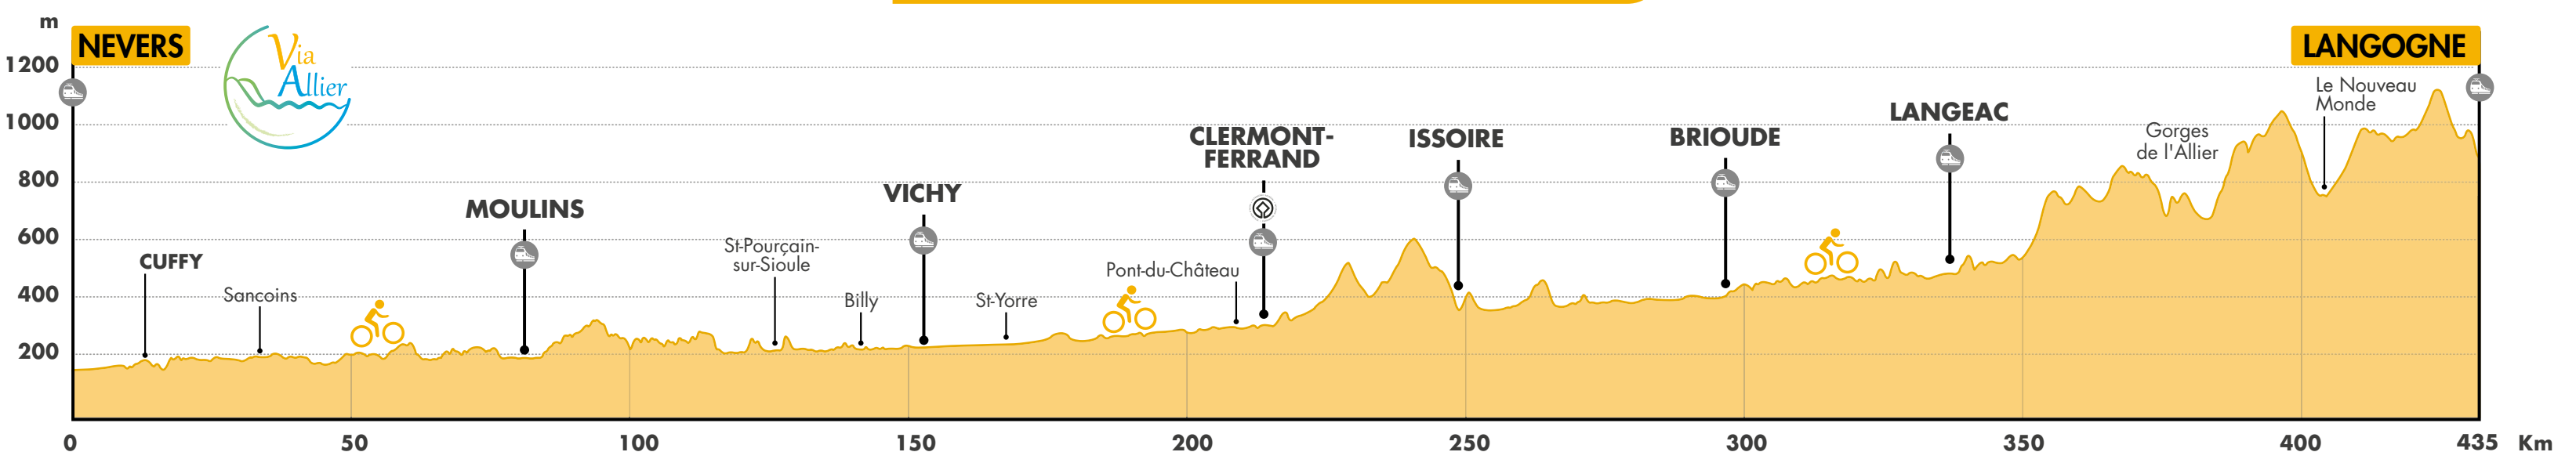 m
NEVERS
Via
Allier
LANGOGNE
1200
1000
800
600
400
200
CUFFY
Sancoins
MOULINS
St-Pourçain-
sur-Sioule
Billy
VICHY
St-Yorre
Pont-du-Château
CLERMONT-
FERRAND
ISSOIRE
BRIOUDE
LANGEAC
Gorges
de l'Allier
Le Nouveau
Monde
0
50
100
150
200
250
300
350
400
435
Km